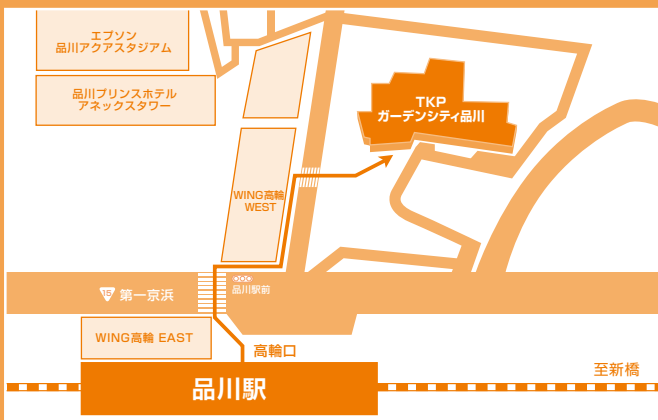 エプソン
品川アクアスタジアム
品川プリンスホテル
アネックスタワー
TKP
ガーデンシティ品川
WING高輪
WEST
15 第一京浜
品川駅前
WING高輪 EAST
高輪口
至新橋
品川駅